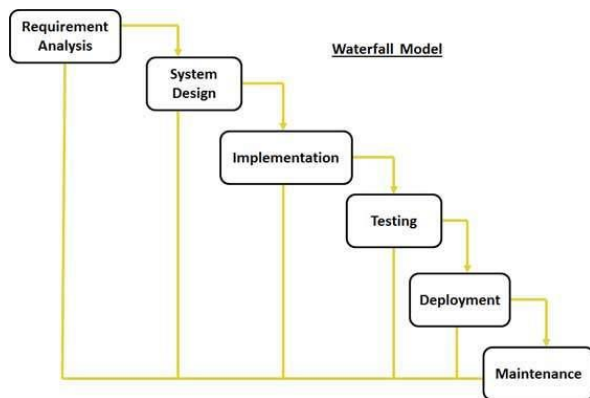 Requirement
Analysis
Waterfall Model
System
Design
Implementation
Testing
Deployment
Maintenance